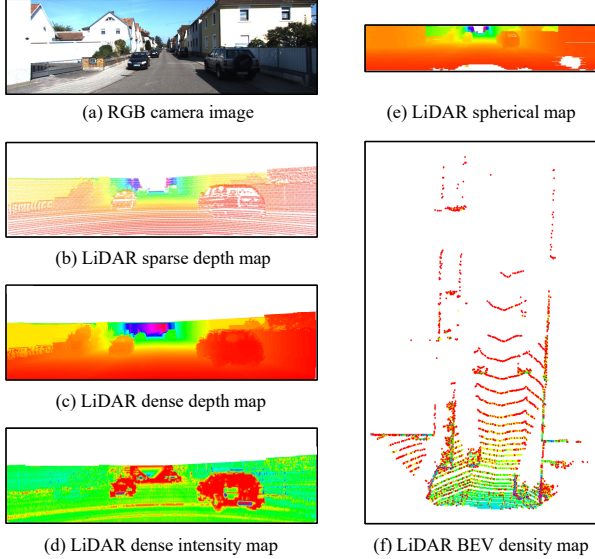 (a) RGB camera image
(b) LiDAR sparse depth map
(c) LiDAR dense depth map
(d) LiDAR dense intensity map
(e) LiDAR spherical map
(f) LiDAR BEV density map